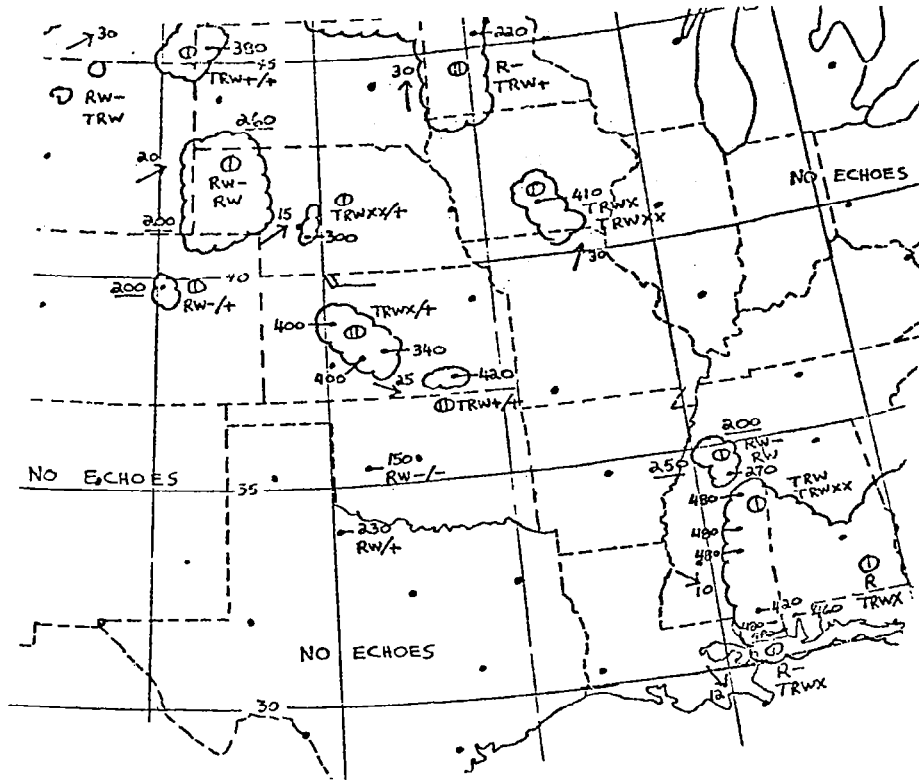 30
380
45
TRW+/+
RW-
TRW
220
30
R-
TRW+
260
20
RW-
RW
200
15
TRWXX/+
300
410
TRWX
TRWXX
30
NO ECHOES
40
200
RW-/+
TRWX/+
400
340
400
25
420
TRW+/+
150
RW-/-
NO ECHOES
35
230
RW/+
200
RW-
RW
250
270
480
TRW
TRWXX
480
480
10
R
TRWX
420
460
NO ECHOES
R-
TRWX
12
30